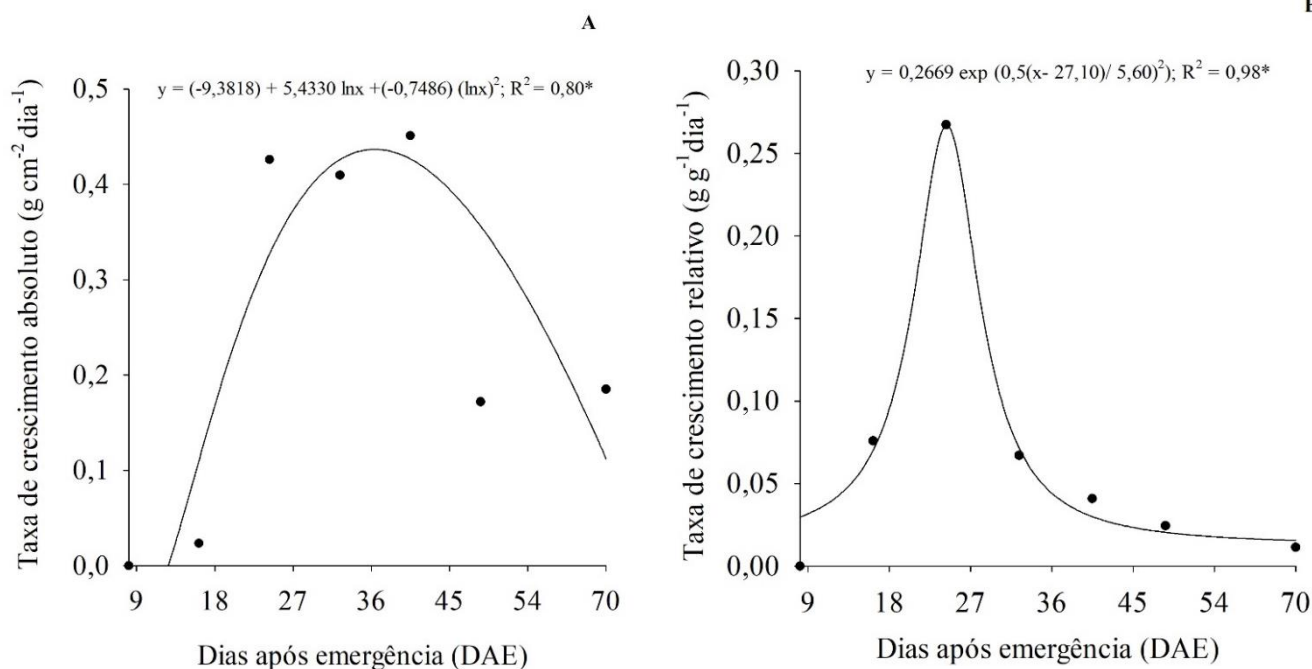 A
y = (-9,3818) + 5,4330 lnx +(-0,7486) (lnx)²; R² = 0,80*
Taxa de crescimento absoluto (g cm⁻² dia⁻¹)
0,5
0,4
0,3
0,2
0,1
0,0
9 18 27 36 45 54 70
Dias após emergência (DAE)
y = 0,2669 exp (0,5(x- 27,10)/ 5,60)²); R² = 0,98*
Taxa de crescimento relativo (g g⁻¹ dia⁻¹)
0,30
0,25
0,20
0,15
0,10
0,05
0,00
9 18 27 36 45 54 70
Dias após emergência (DAE)